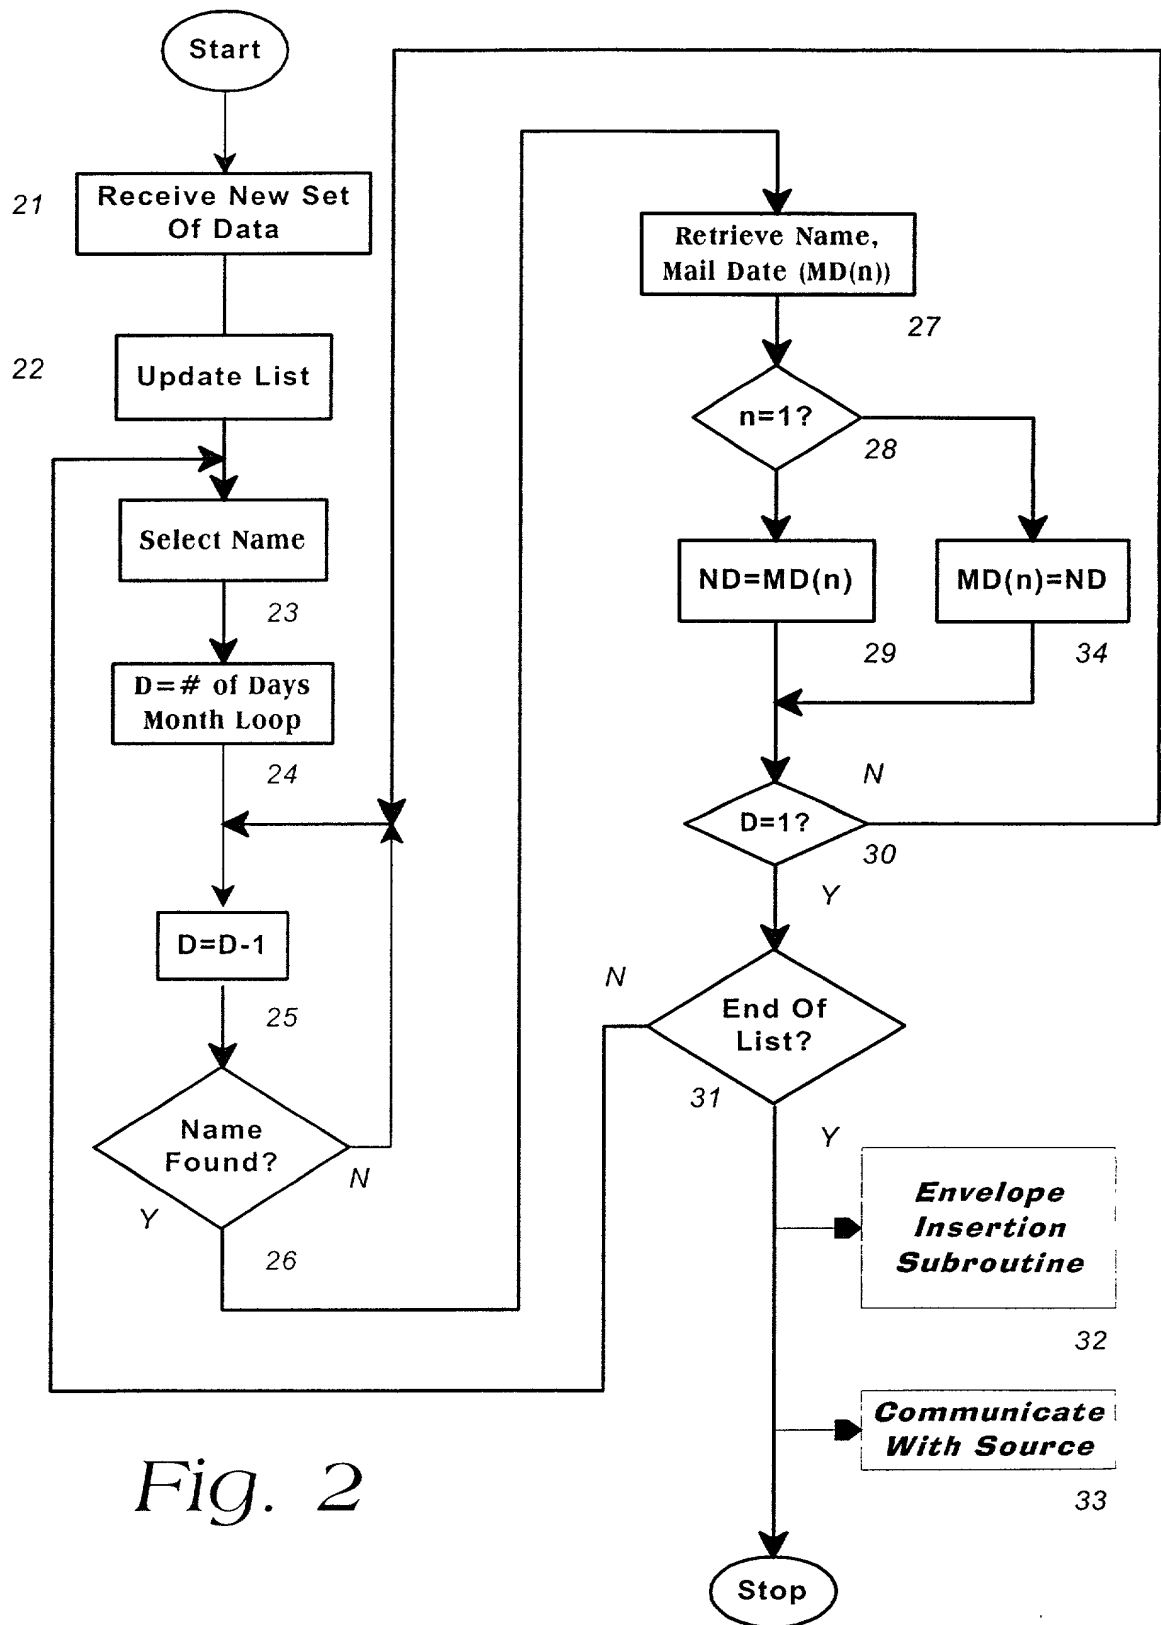 Start
21
Receive New Set
Of Data
22
Update List
Select Name
23
D=# of Days
Month Loop
24
D=D-1
25
Name
Found?
N
Y
26
Retrieve Name,
Mail Date (MD(n))
27
n=1?
28
ND=MD(n)
29
MD(n)=ND
34
N
D=1?
30
Y
N
End Of
List?
31
Y
Envelope
Insertion
Subroutine
32
Communicate
With Source
33
Stop
Fig. 2